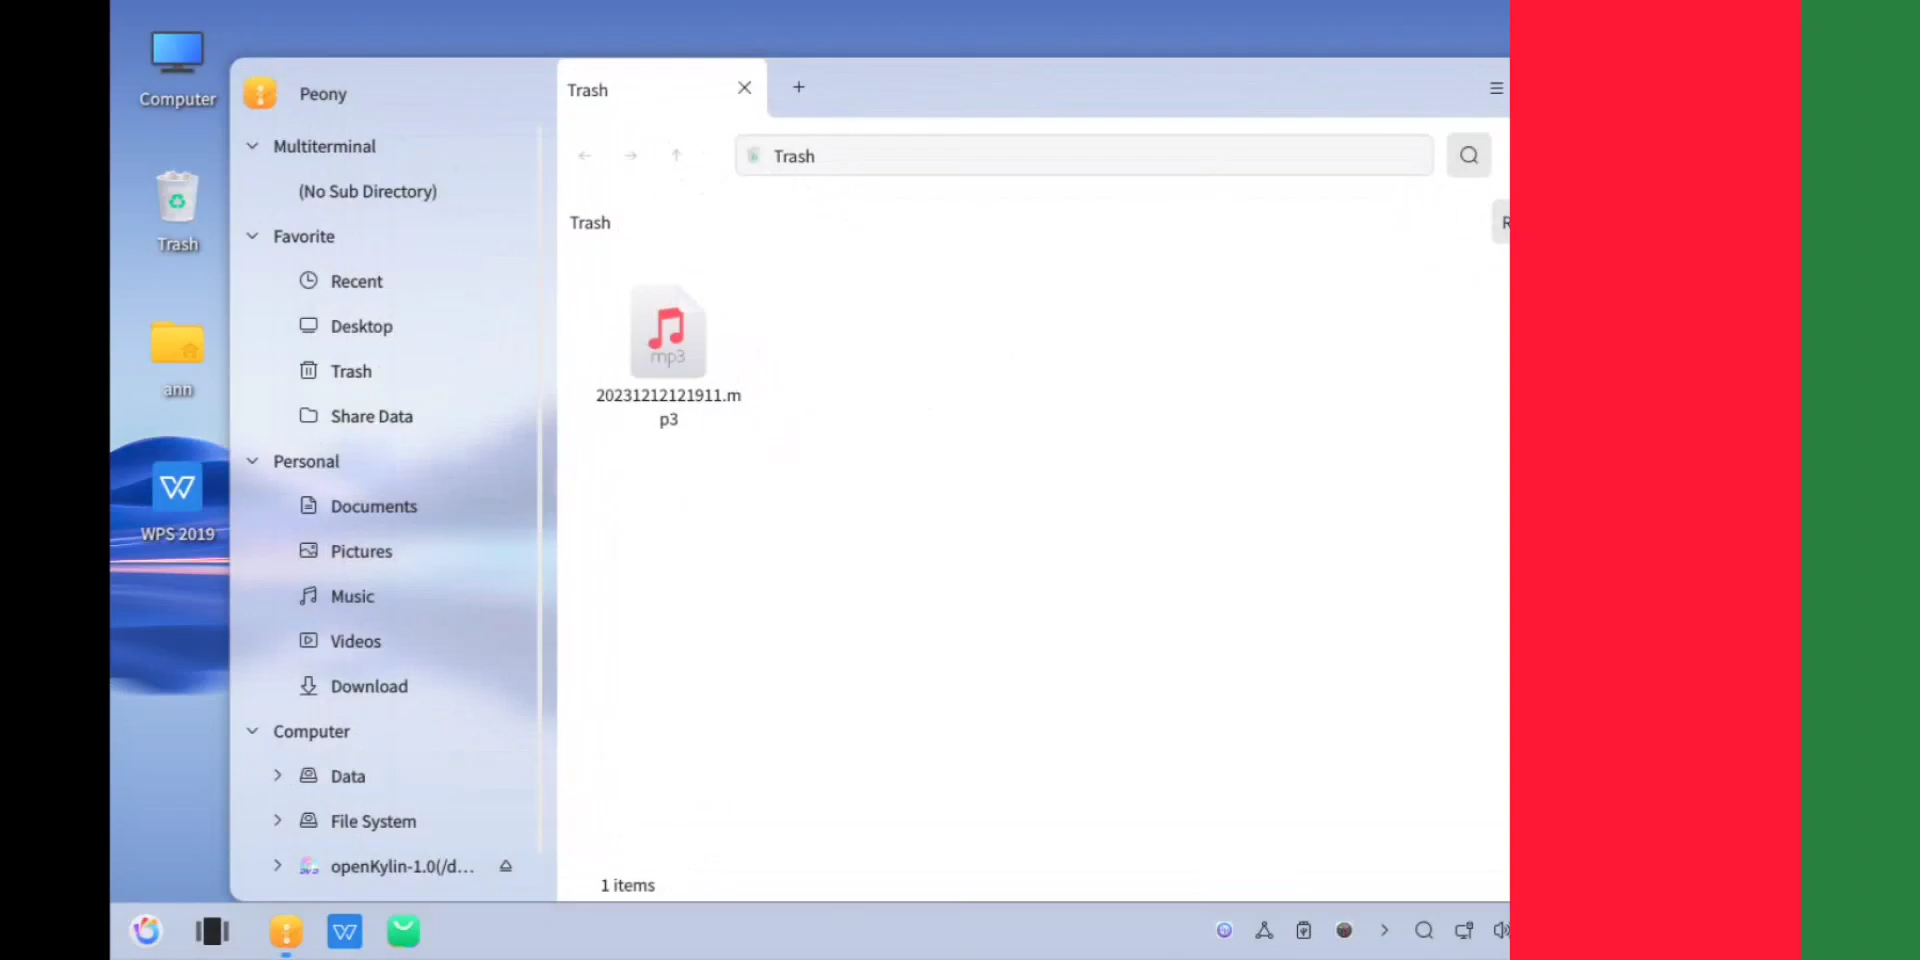 Computer
Trash
ann
WPS 2019
Peony
Multiterminal
(No Sub Directory)
Favorite
Recent
Desktop
Trash
Share Data
Personal
Documents
Pictures
Music
Videos
Download
Computer
Data
File System
openKylin-1.0(/d...
Trash
Trash
Trash
R
mp3
20231212121911.m
p3
1 items